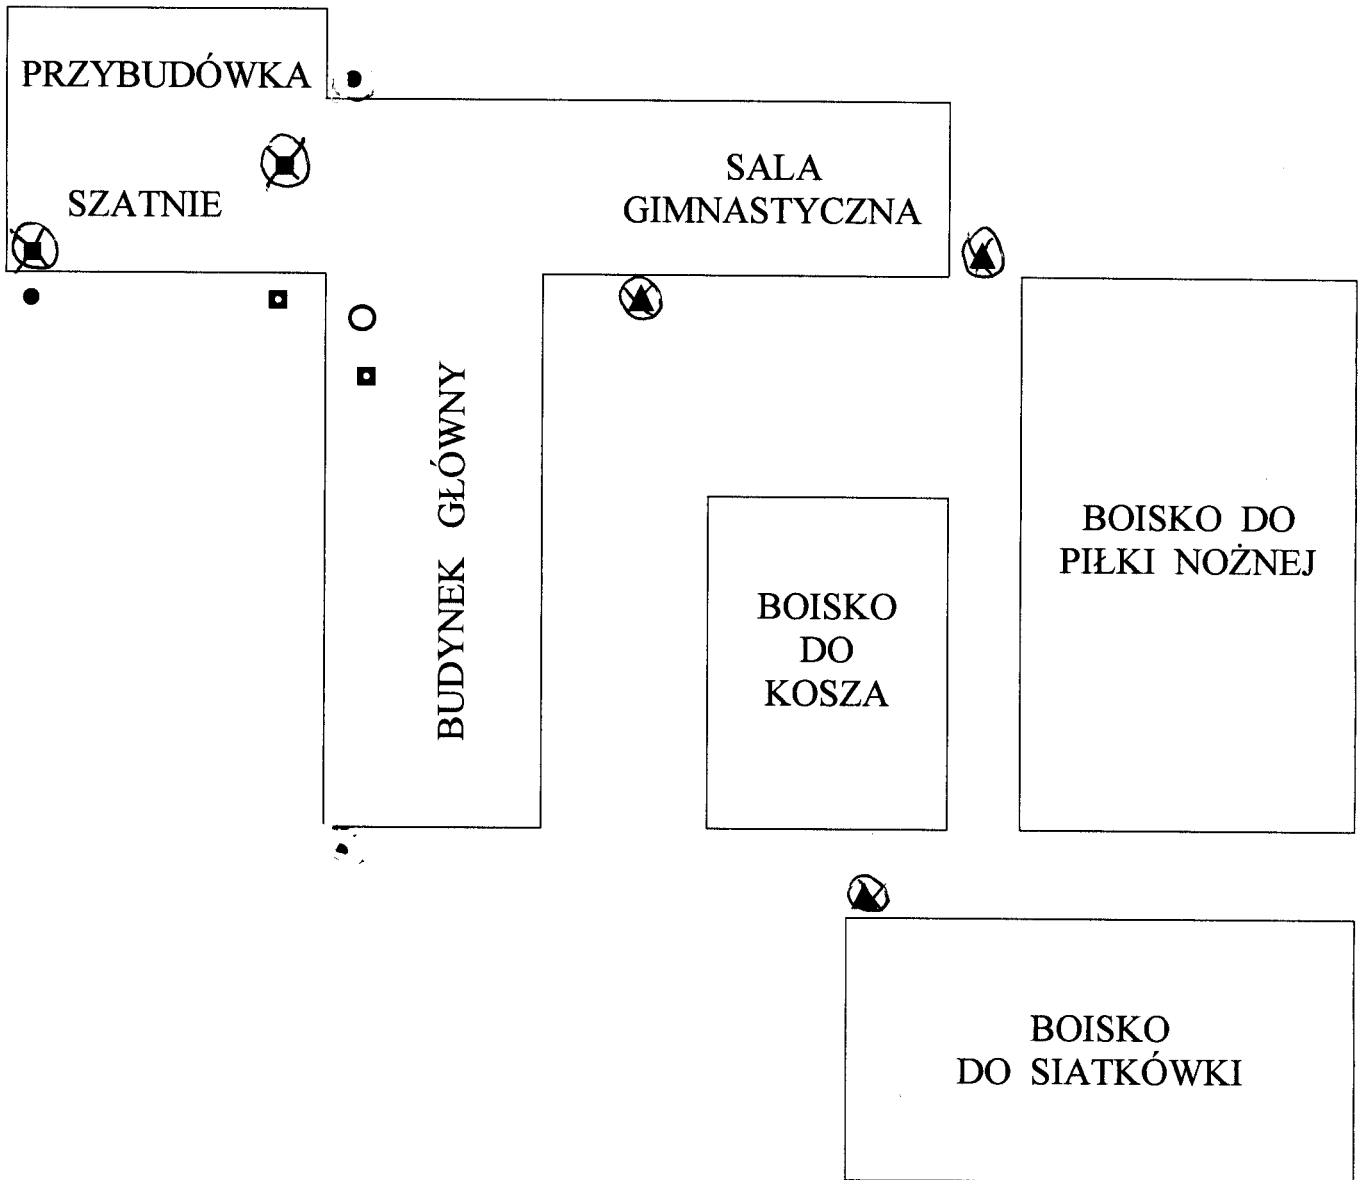 PRZYBUDÓWKA
SZATNIE
SALA
GIMNASTYCZNA
BUDYNEK GŁÓWNY
BOISKO
DO
KOSZA
BOISKO DO
PIŁKI NOŻNEJ
BOISKO
DO SIATKÓWKI